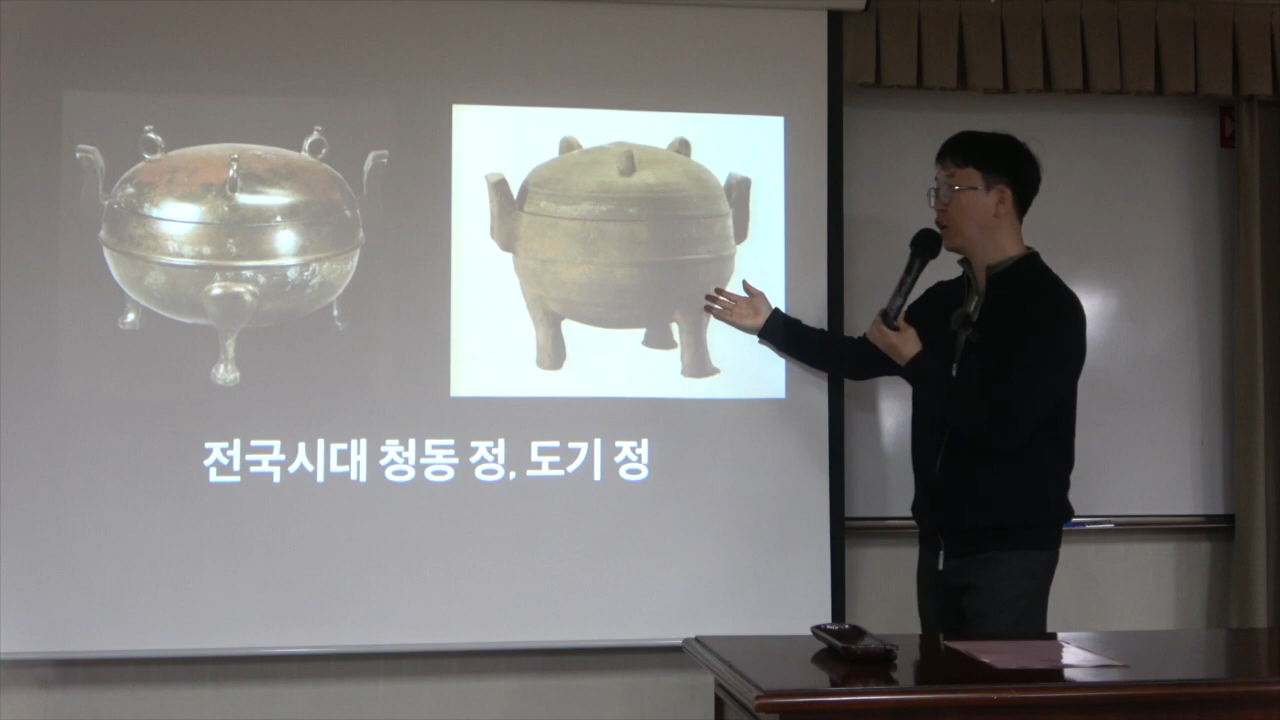 전국시대 청동 정, 도기 정